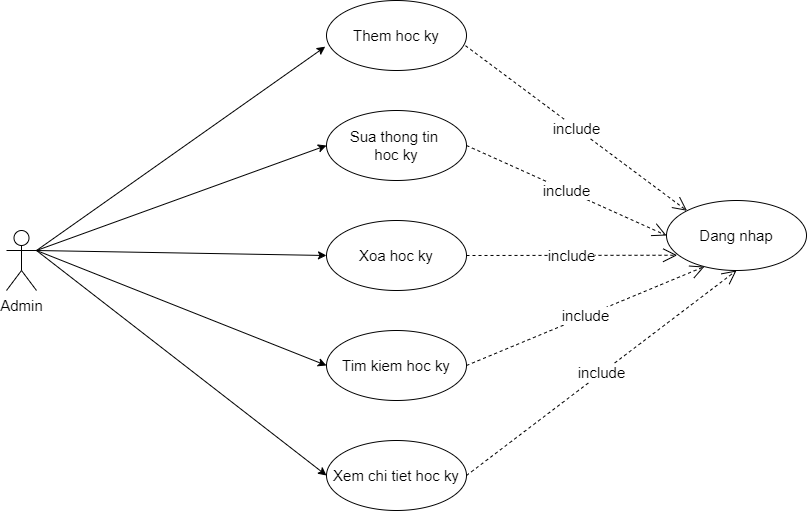 Them hoc ky
include
Sua thong tin
hoc ky
include
Dang nhap
Xoa hoc ky
include
Admin
include
Tim kiem hoc ky
include
Xem chi tiet hoc ky